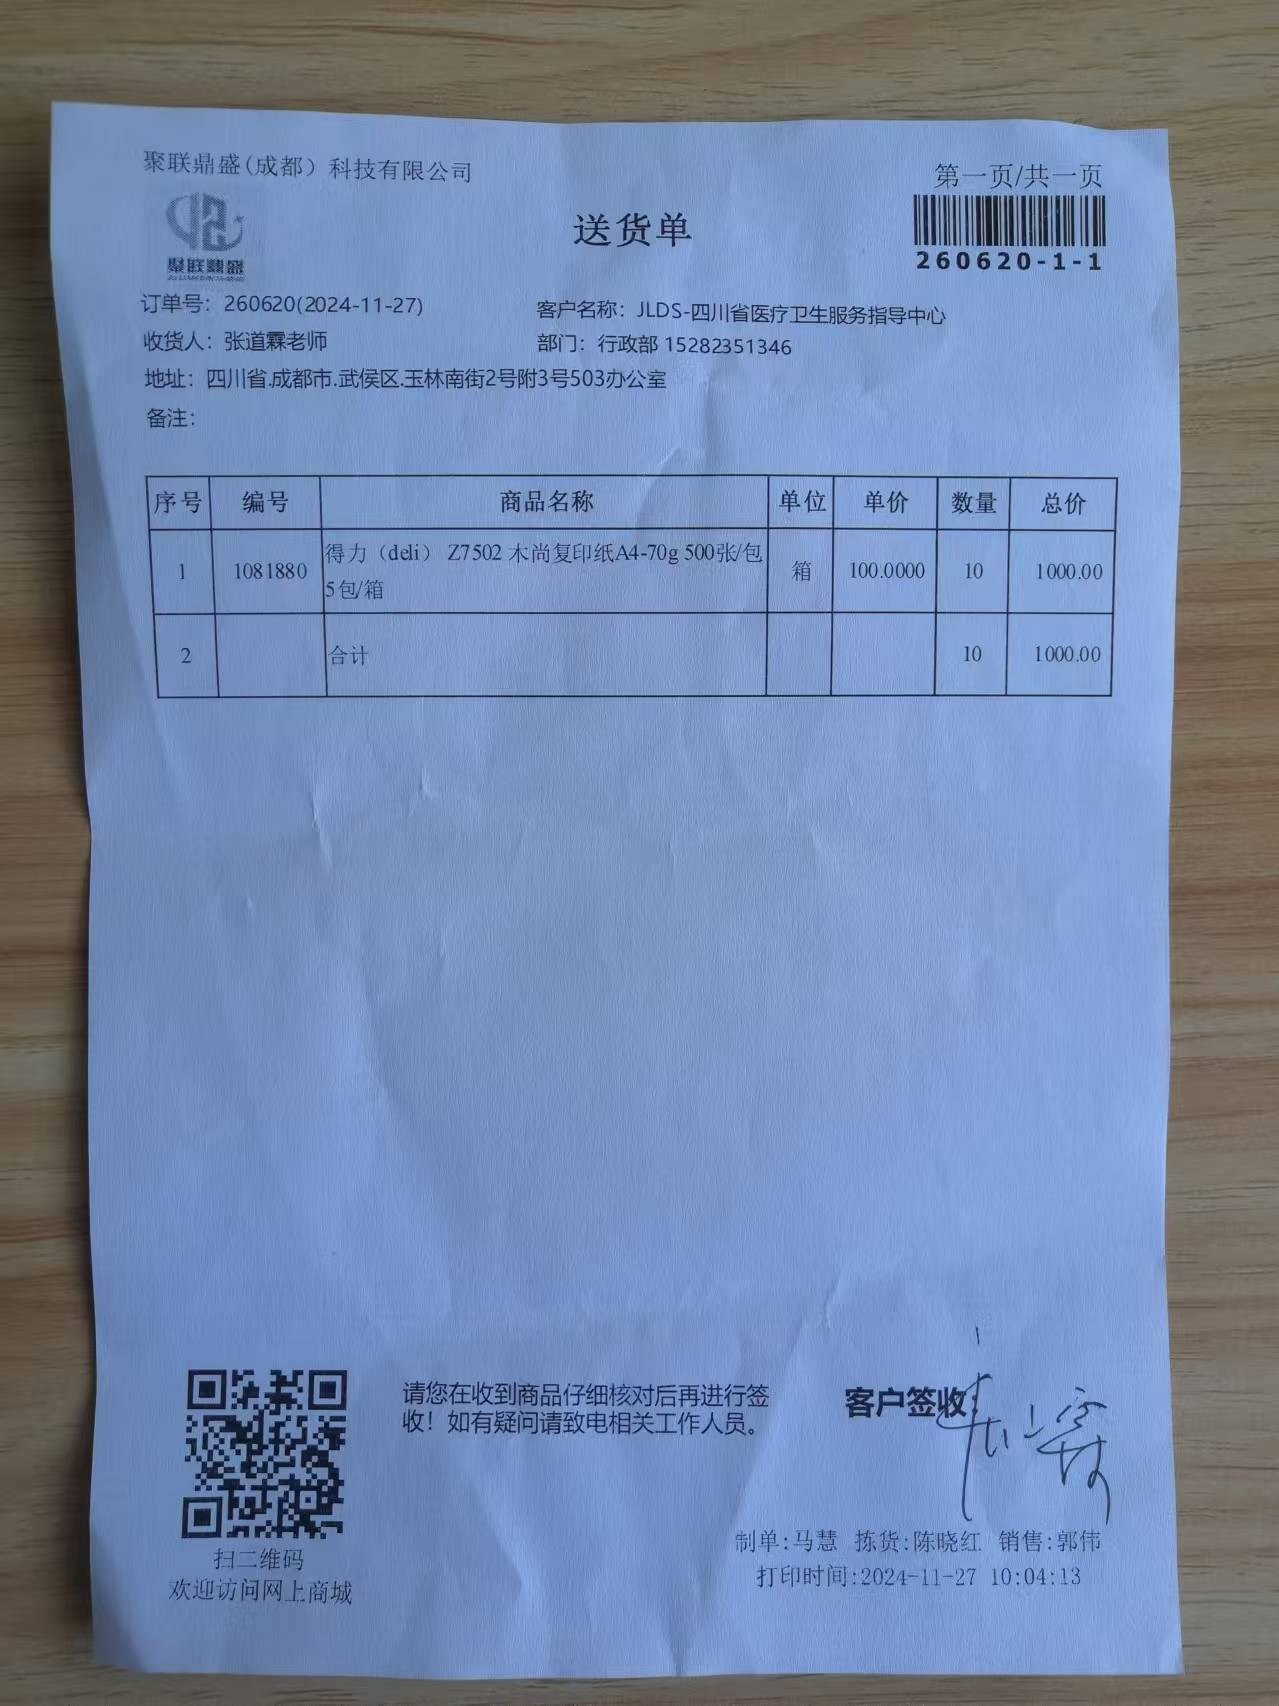 聚联鼎盛(成都）科技有限公司
第一页/共一页
聚联鼎盛
送货单
260620-1-1
订单号：260620(2024-11-27)
客户名称：JLDS-四川省医疗卫生服务指导中心
收货人：张道霖老师
部门：行政部 15282351346
地址：四川省.成都市.武侯区.玉林南街2号附3号503办公室
备注：
序号 编号 商品名称 单位 单价 数量 总价
1 1081880 得力（deli） Z7502 木尚复印纸A4-70g 500张/包 箱 100.0000 10 1000.00
5包/箱
2 合计 10 1000.00
请您在收到商品仔细核对后再进行签
收！如有疑问请致电相关工作人员。
客户签收
制单:马慧 拣货:陈晓红 销售:郭伟
打印时间:2024-11-27 10:04:13
扫二维码
欢迎访问网上商城